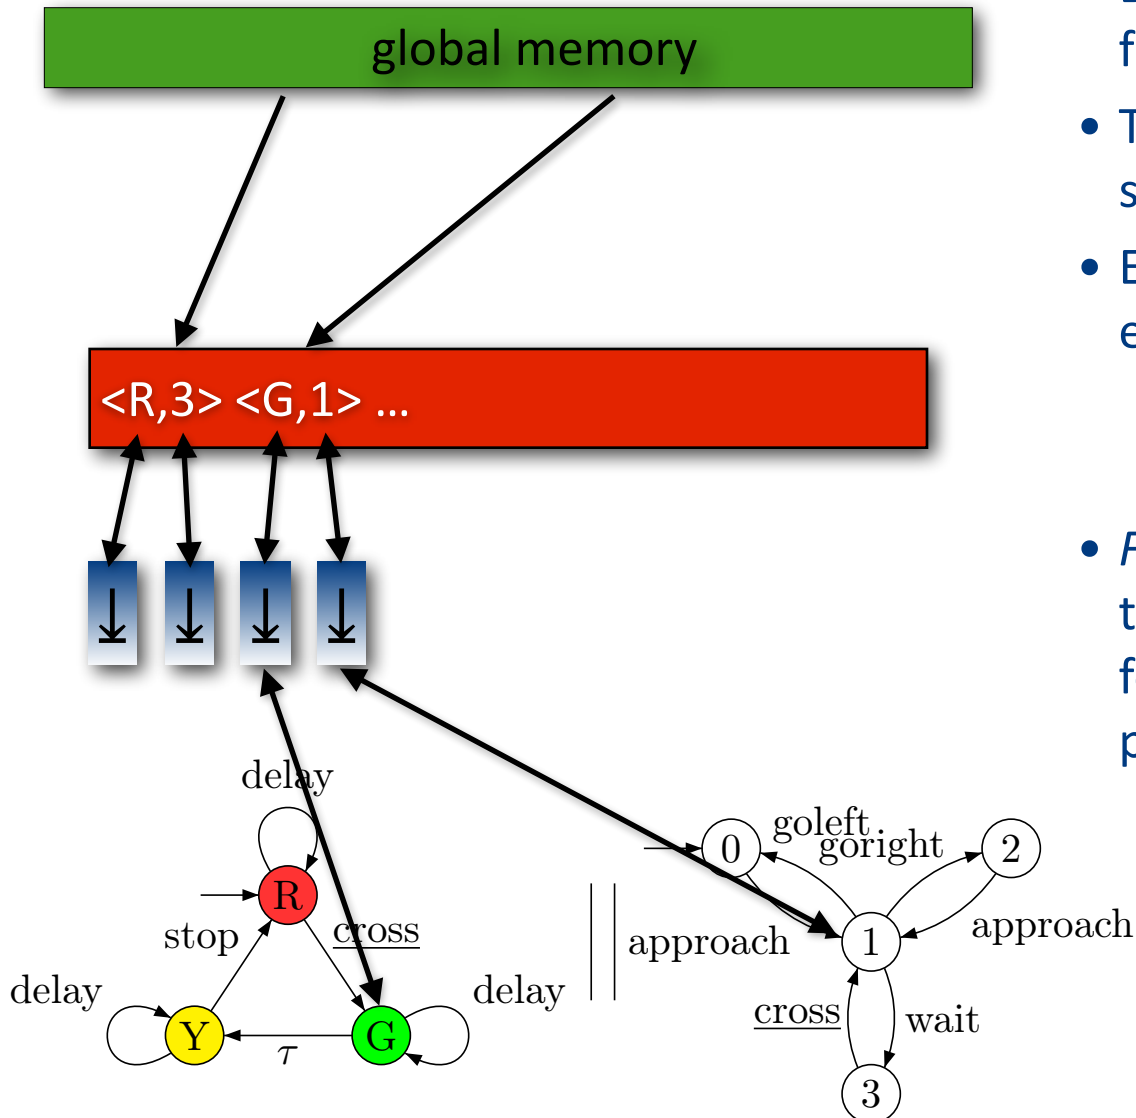 global memory
<R,3> <G,1> ...
↓ ↓ ↓ ↓
delay
R
stop
cross
delay
Y
τ
G
delay
0
goleft
goright
2
approach
1
approach
cross
wait
3